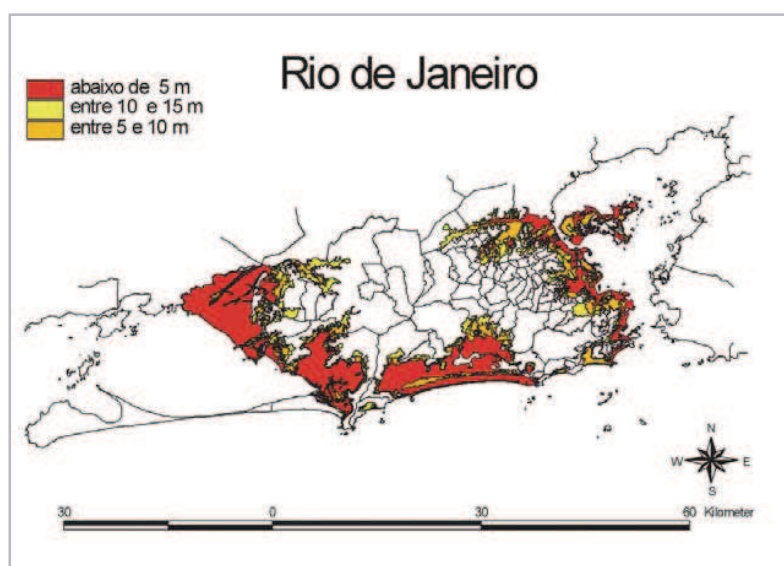 Rio de Janeiro
abaixo de 5 m
entre 10 e 15 m
entre 5 e 10 m
N
W E
S
30 0 30 60 Kilometer